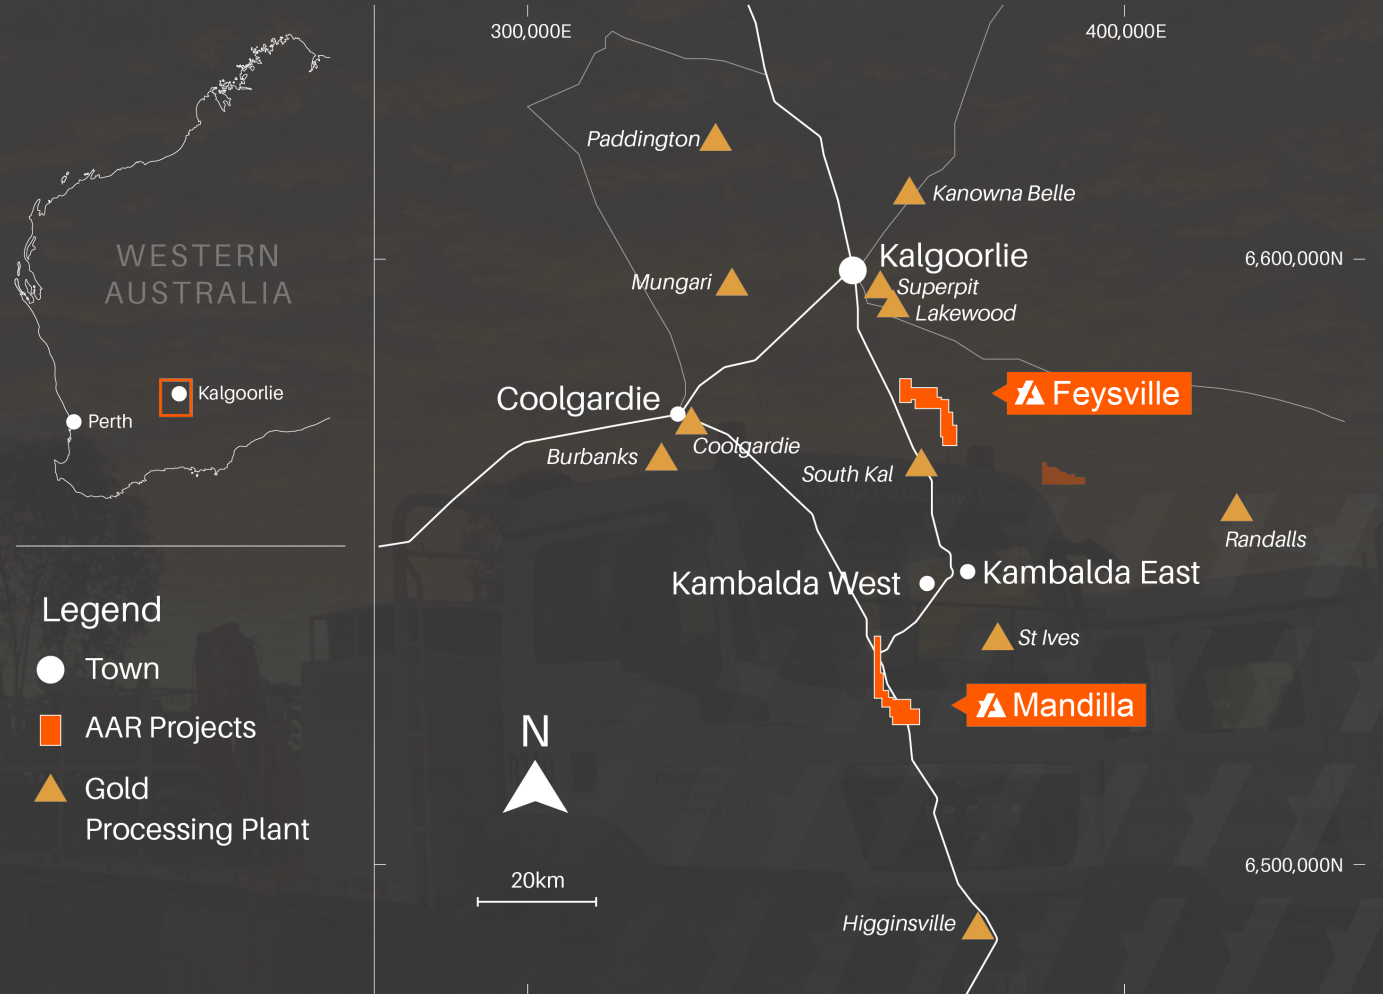 300,000E
400,000E
Paddington
Kanowna Belle
WESTERN
AUSTRALIA
Kalgoorlie
6,600,000N
Mungari
Superpit
Lakewood
Kalgoorlie
Perth
Coolgardie
Feysville
Coolgardie
Burbanks
South Kal
Randalls
Kambalda West
Kambalda East
St Ives
Mandilla
Legend
Town
AAR Projects
Gold
Processing Plant
N
20km
6,500,000N
Higginsville